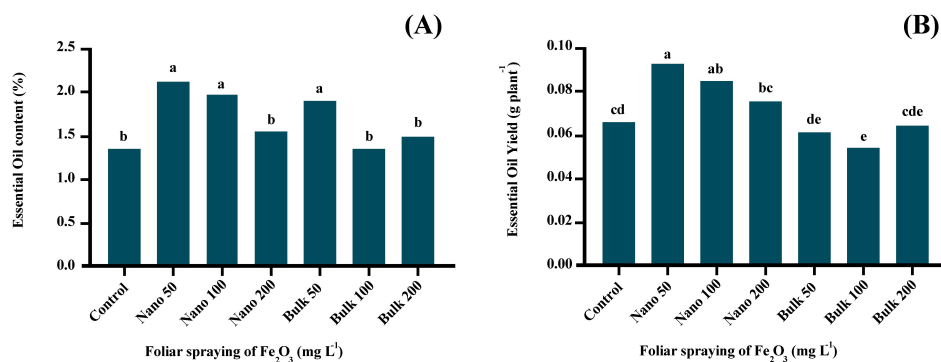 (A)
Essential Oil content (%)
2.5
2.0
1.5
1.0
0.5
0.0
b
a
a
b
a
b
b
Control
Nano 50
Nano 100
Nano 200
Bulk 50
Bulk 100
Bulk 200
Foliar spraying of Fe₂O₃ (mg L⁻¹)
(B)
Essential Oil Yield (g plant⁻¹)
0.10
0.08
0.06
0.04
0.02
0.00
cd
a
ab
bc
de
e
cde
Control
Nano 50
Nano 100
Nano 200
Bulk 50
Bulk 100
Bulk 200
Foliar spraying of Fe₂O₃ (mg L⁻¹)